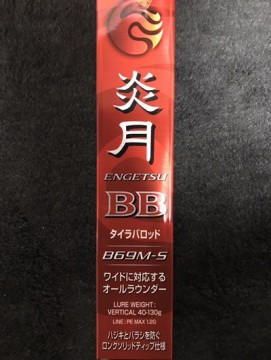 炎月
ENGETSU
BB
タイラバロッド
B69M-S
ワイドに対応する
オールラウンダー
LURE WEIGHT:
VERTICAL 40-130g
LINE: PE MAX 1.2G
ハジキとバラシを防ぐ
ロングソリッドティップ仕様